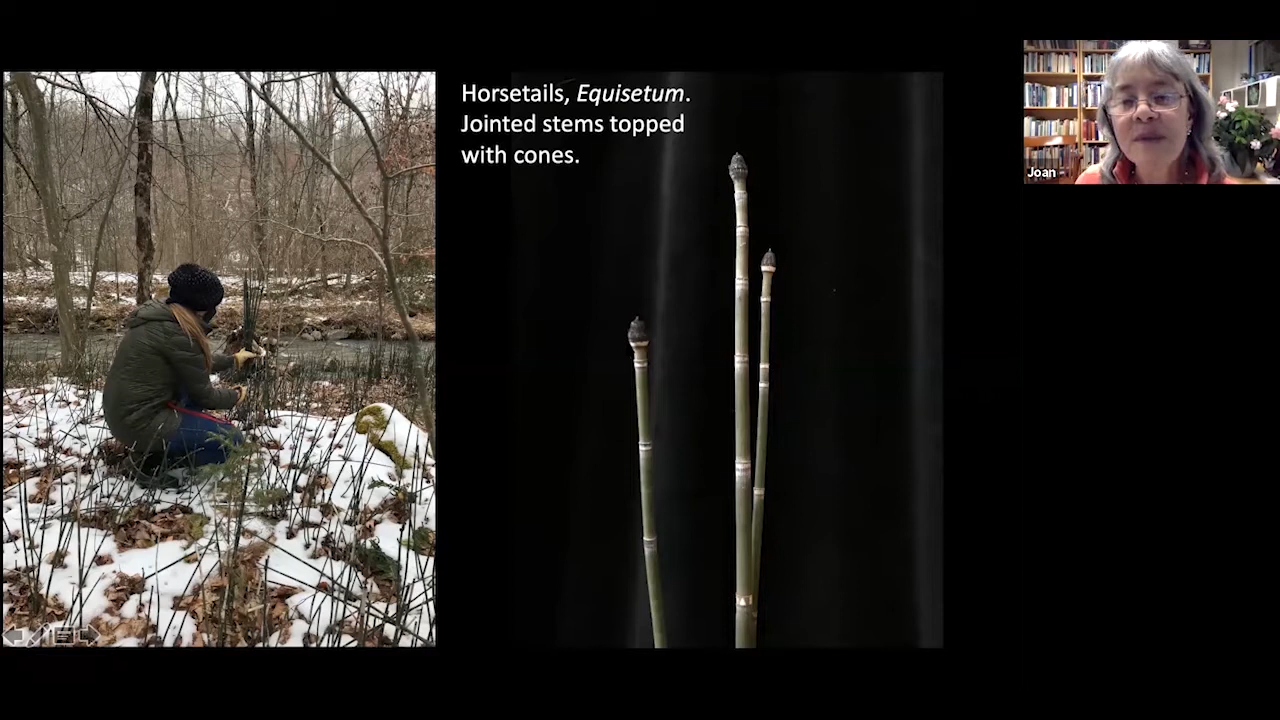 Horsetails, Equisetum.
Jointed stems topped
with cones.
Joan